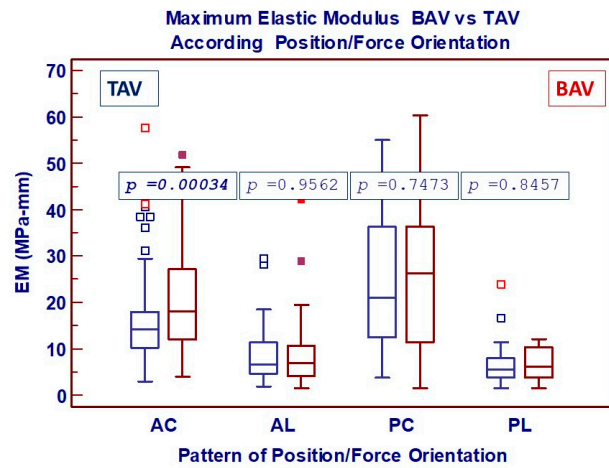 Maximum Elastic Modulus BAV vs TAV
According Position/Force Orientation
TAV
BAV
EM (MPa-mm)
70
60
50
40
30
20
10
0
p =0.00034
p =0.9562
p =0.7473
p =0.8457
AC
AL
PC
PL
Pattern of Position/Force Orientation